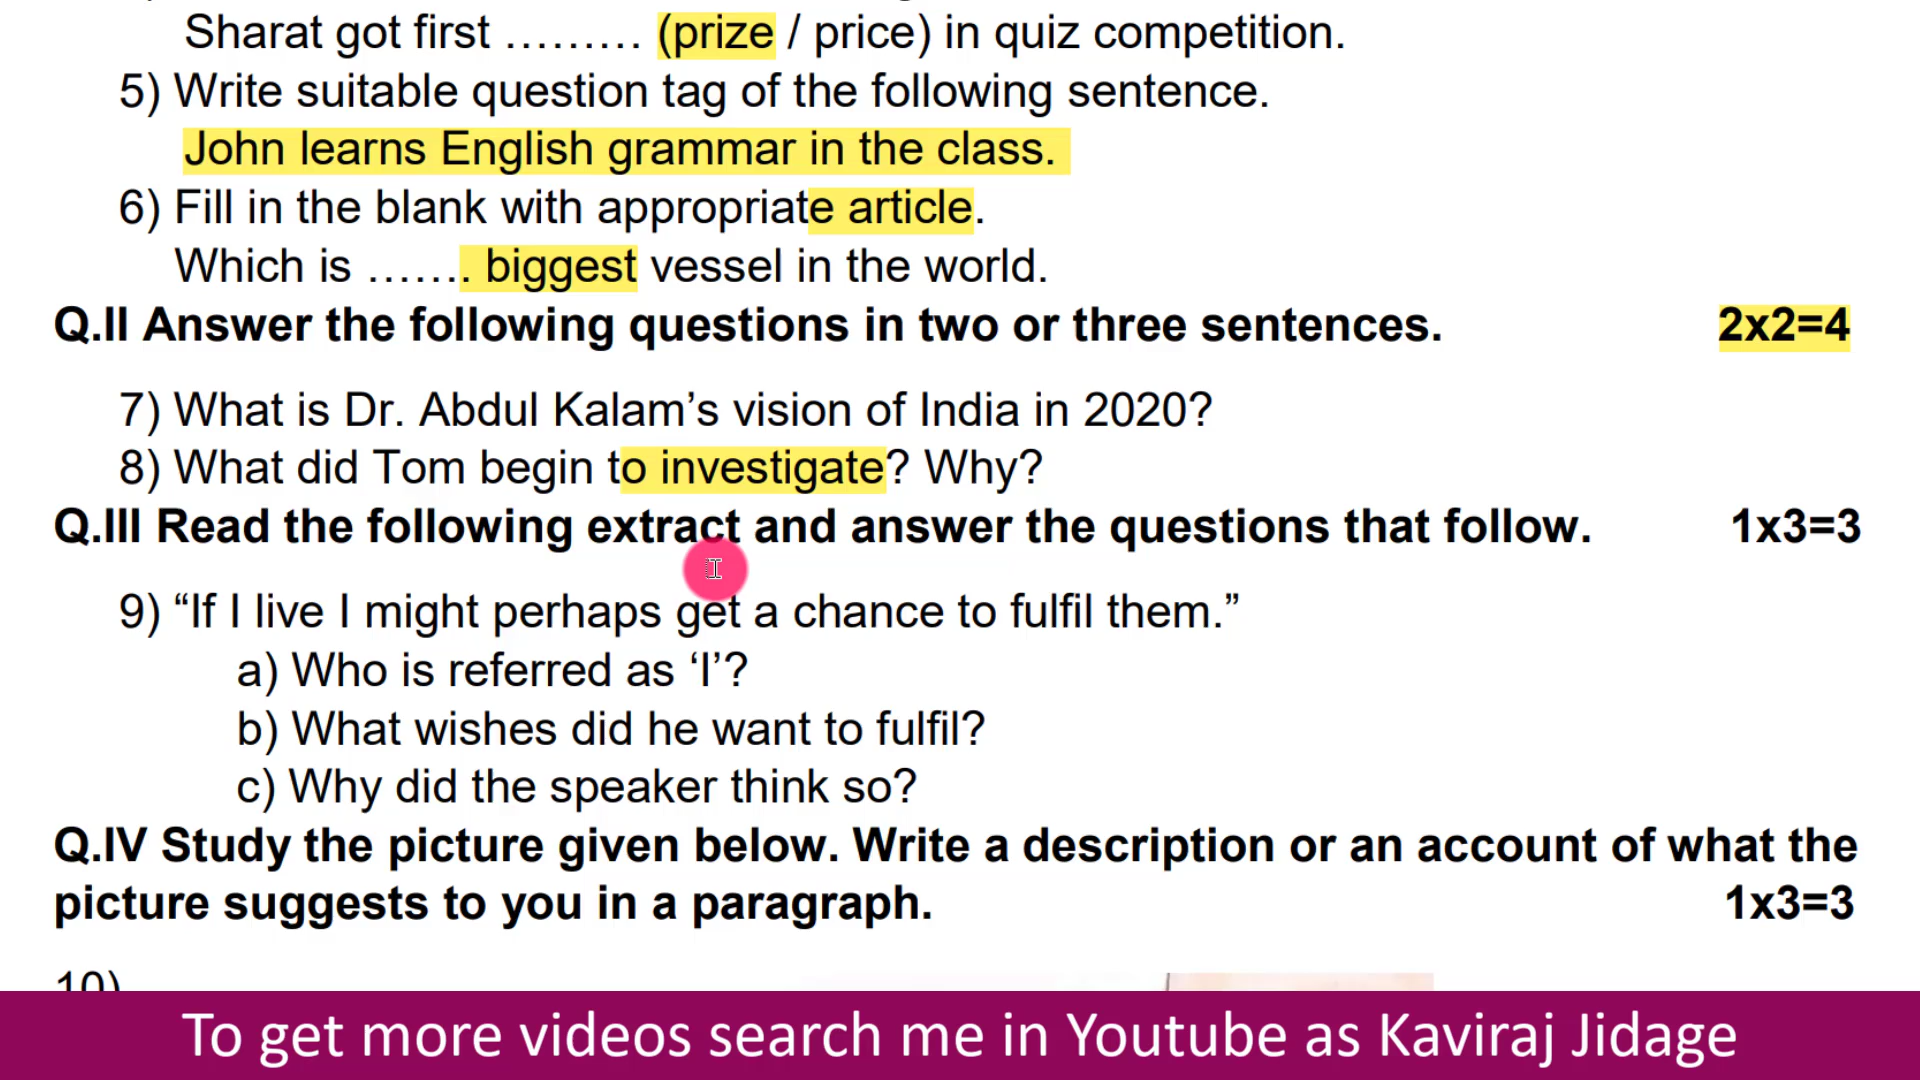 Sharat got first ……… (prize / price) in quiz competition.
5) Write suitable question tag of the following sentence.
John learns English grammar in the class.
6) Fill in the blank with appropriate article.
Which is ……. biggest vessel in the world.
Q.II Answer the following questions in two or three sentences. 2x2=4
7) What is Dr. Abdul Kalam’s vision of India in 2020?
8) What did Tom begin to investigate? Why?
Q.III Read the following extract and answer the questions that follow. 1x3=3
9) “If I live I might perhaps get a chance to fulfil them.”
a) Who is referred as ‘I’?
b) What wishes did he want to fulfil?
c) Why did the speaker think so?
Q.IV Study the picture given below. Write a description or an account of what the
picture suggests to you in a paragraph. 1x3=3
10)
To get more videos search me in Youtube as Kaviraj Jidage